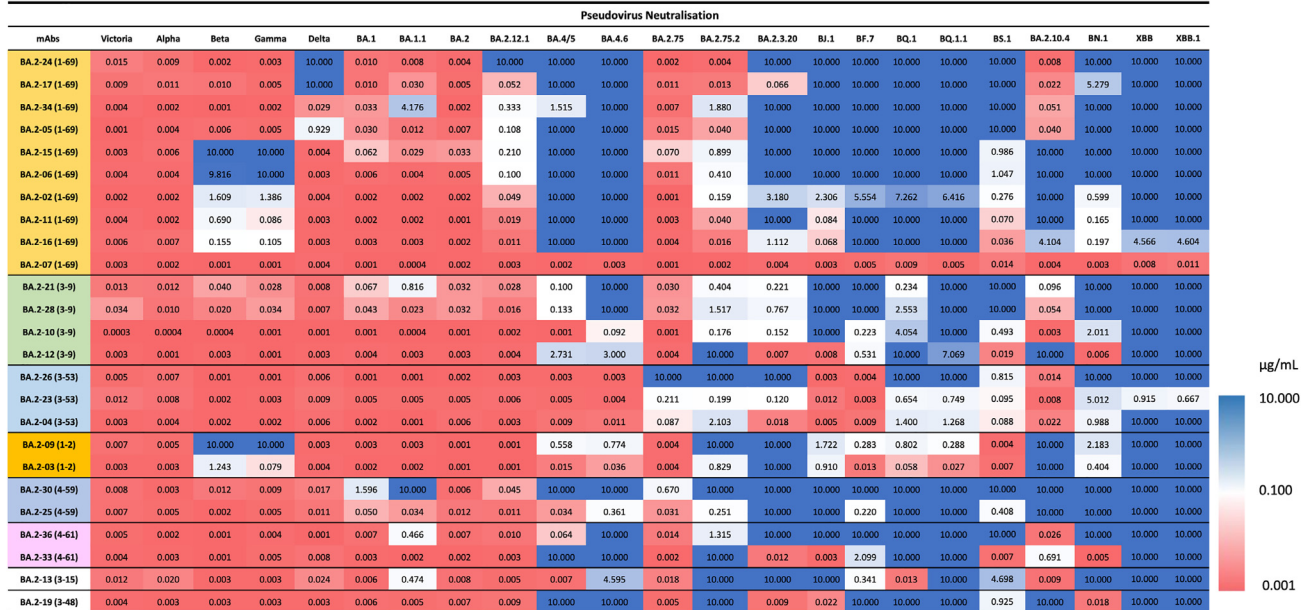 Pseudovirus Neutralisation
mAbs Victoria Alpha Beta Gamma Delta BA.1 BA.1.1 BA.2 BA.2.12.1 BA.4/5 BA.4.6 BA.2.75 BA.2.75.2 BA.2.3.20 BJ.1 BF.7 BQ.1 BQ.1.1 BS.1 BA.2.10.4 BN.1 XBB XBB.1
BA.2-24 (1-69) 0.015 0.009 0.002 0.003 10.000 0.010 0.008 0.004 10.000 10.000 10.000 0.002 0.004 10.000 10.000 10.000 10.000 10.000 10.000 0.008 10.000 10.000 10.000
BA.2-17 (1-69) 0.009 0.011 0.010 0.005 10.000 0.010 0.030 0.005 0.052 10.000 10.000 0.011 0.013 0.066 10.000 10.000 10.000 10.000 10.000 0.022 5.279 10.000 10.000
BA.2-34 (1-69) 0.004 0.002 0.001 0.002 0.029 0.033 4.176 0.002 0.333 1.515 10.000 0.007 1.880 10.000 10.000 10.000 10.000 10.000 10.000 0.051 10.000 10.000 10.000
BA.2-05 (1-69) 0.001 0.004 0.006 0.005 0.929 0.030 0.012 0.007 0.108 10.000 10.000 0.015 0.040 10.000 10.000 10.000 10.000 10.000 10.000 0.040 10.000 10.000 10.000
BA.2-15 (1-69) 0.003 0.006 10.000 10.000 0.004 0.062 0.029 0.033 0.210 10.000 10.000 0.070 0.899 10.000 10.000 10.000 10.000 10.000 0.986 10.000 10.000 10.000 10.000
BA.2-06 (1-69) 0.004 0.004 9.816 10.000 0.003 0.006 0.004 0.005 0.100 10.000 10.000 0.011 0.410 10.000 10.000 10.000 10.000 10.000 1.047 10.000 10.000 10.000 10.000
BA.2-02 (1-69) 0.002 0.002 1.609 1.386 0.004 0.002 0.002 0.002 0.049 10.000 10.000 0.002 0.159 3.180 2.306 5.554 7.262 6.416 0.276 10.000 0.599 10.000 10.000
BA.2-11 (1-69) 0.004 0.002 0.690 0.086 0.003 0.002 0.002 0.001 0.019 10.000 10.000 0.003 0.040 10.000 0.084 10.000 10.000 10.000 0.070 10.000 0.165 10.000 10.000
BA.2-16 (1-69) 0.006 0.007 0.155 0.105 0.003 0.003 0.003 0.002 0.011 10.000 10.000 0.004 0.016 1.112 0.068 10.000 10.000 10.000 0.036 4.104 0.197 4.566 4.604
BA.2-07 (1-69) 0.003 0.002 0.001 0.001 0.004 0.001 0.0004 0.001 0.003 0.002 0.003 0.001 0.002 0.004 0.003 0.005 0.009 0.005 0.014 0.004 0.003 0.008 0.011
BA.2-21 (3-9) 0.013 0.012 0.040 0.028 0.008 0.067 0.816 0.032 0.028 0.100 10.000 0.030 0.404 0.221 10.000 10.000 0.234 10.000 10.000 0.096 10.000 10.000 10.000
BA.2-28 (3-9) 0.034 0.010 0.020 0.034 0.007 0.043 0.023 0.032 0.016 0.133 10.000 0.032 1.517 0.767 10.000 10.000 2.553 10.000 10.000 0.054 10.000 10.000 10.000
BA.2-10 (3-9) 0.0003 0.0004 0.0004 0.001 0.001 0.001 0.0004 0.001 0.002 0.001 0.092 0.001 0.176 0.152 10.000 0.223 4.054 10.000 0.493 0.003 2.011 10.000 10.000
BA.2-12 (3-9) 0.003 0.001 0.003 0.001 0.003 0.004 0.003 0.003 0.004 2.731 3.000 0.004 10.000 0.007 0.008 0.531 10.000 7.069 0.019 10.000 0.006 10.000 10.000
BA.2-26 (3-53) 0.005 0.007 0.001 0.001 0.006 0.001 0.001 0.002 0.003 0.003 0.003 10.000 10.000 10.000 0.003 0.004 10.000 10.000 0.815 0.014 10.000 10.000 10.000
BA.2-23 (3-53) 0.012 0.008 0.002 0.003 0.009 0.002 0.005 0.004 0.006 0.005 0.004 0.211 0.199 0.120 0.012 0.003 0.654 0.749 0.095 0.008 5.012 0.915 0.667
BA.2-04 (3-53) 0.003 0.004 0.002 0.002 0.006 0.002 0.001 0.006 0.003 0.009 0.011 0.087 2.103 0.018 0.005 0.009 1.400 1.268 0.088 0.022 0.988 10.000 10.000
BA.2-09 (1-2) 0.007 0.005 10.000 10.000 0.003 0.003 0.003 0.001 0.001 0.558 0.774 0.004 10.000 10.000 1.722 0.283 0.802 0.288 0.004 10.000 2.183 10.000 10.000
BA.2-03 (1-2) 0.003 0.003 1.243 0.079 0.004 0.002 0.002 0.001 0.001 0.015 0.036 0.004 0.829 10.000 0.910 0.013 0.058 0.027 0.007 10.000 0.404 10.000 10.000
BA.2-30 (4-59) 0.008 0.003 0.012 0.009 0.017 1.596 10.000 0.006 0.045 10.000 10.000 0.670 10.000 10.000 10.000 10.000 10.000 10.000 10.000 10.000 10.000 10.000 10.000
BA.2-25 (4-59) 0.007 0.005 0.002 0.005 0.011 0.050 0.034 0.012 0.011 0.034 0.361 0.031 0.251 10.000 10.000 0.220 10.000 10.000 0.408 10.000 10.000 10.000 10.000
BA.2-36 (4-61) 0.005 0.002 0.001 0.004 0.001 0.007 0.466 0.002 0.010 0.064 10.000 0.014 1.315 10.000 10.000 10.000 10.000 10.000 10.000 0.026 10.000 10.000 10.000
BA.2-33 (4-61) 0.004 0.003 0.001 0.005 0.008 0.003 0.002 0.002 0.003 10.000 10.000 0.002 10.000 0.012 0.003 2.099 10.000 10.000 0.007 0.691 0.005 10.000 10.000
BA.2-13 (3-15) 0.012 0.020 0.003 0.003 0.024 0.006 0.474 0.008 0.005 0.007 4.595 0.018 10.000 10.000 10.000 0.341 0.013 10.000 4.698 0.009 10.000 10.000 10.000
BA.2-19 (3-48) 0.004 0.003 0.003 0.003 0.003 0.006 0.005 0.007 0.009 10.000 10.000 0.005 10.000 0.009 0.022 10.000 10.000 10.000 0.925 10.000 0.018 10.000 10.000
µg/mL
10.000
0.100
0.001